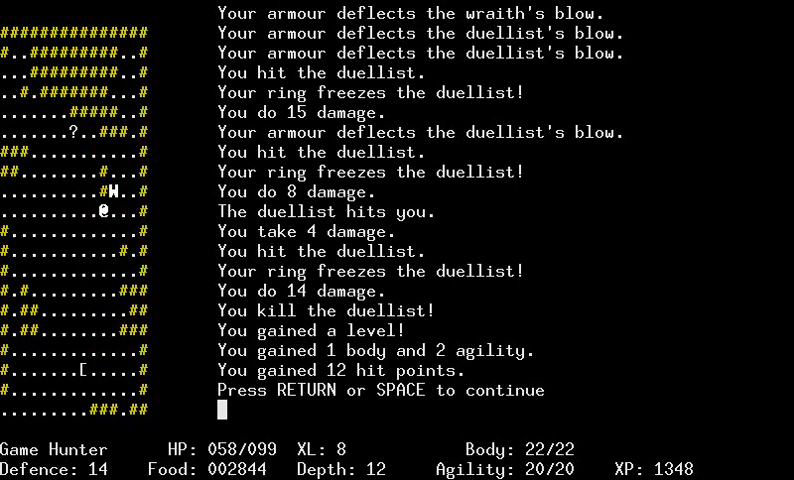 Your armour deflects the wraith's blow.
############### Your armour deflects the duellist's blow.
#..#########..# Your armour deflects the duellist's blow.
...#########..# You hit the duellist.
..#.#######...# Your ring freezes the duellist!
.......#####..# You do 15 damage.
.......?..###.# Your armour deflects the duellist's blow.
###...........# You hit the duellist.
##........#...# Your ring freezes the duellist!
..........#W..# You do 8 damage.
..........@...# The duellist hits you.
#.............# You take 4 damage.
#...........#.# You hit the duellist.
#.............# Your ring freezes the duellist!
#.#.........### You do 14 damage.
#.##.........## You kill the duellist!
#.##........### You gained a level!
#.............# You gained 1 body and 2 agility.
#.......[.....# You gained 12 hit points.
#.............# Press RETURN or SPACE to continue
.........###.##
Game Hunter HP: 058/099 XL: 8 Body: 22/22
Defence: 14 Food: 002844 Depth: 12 Agility: 20/20 XP: 1348